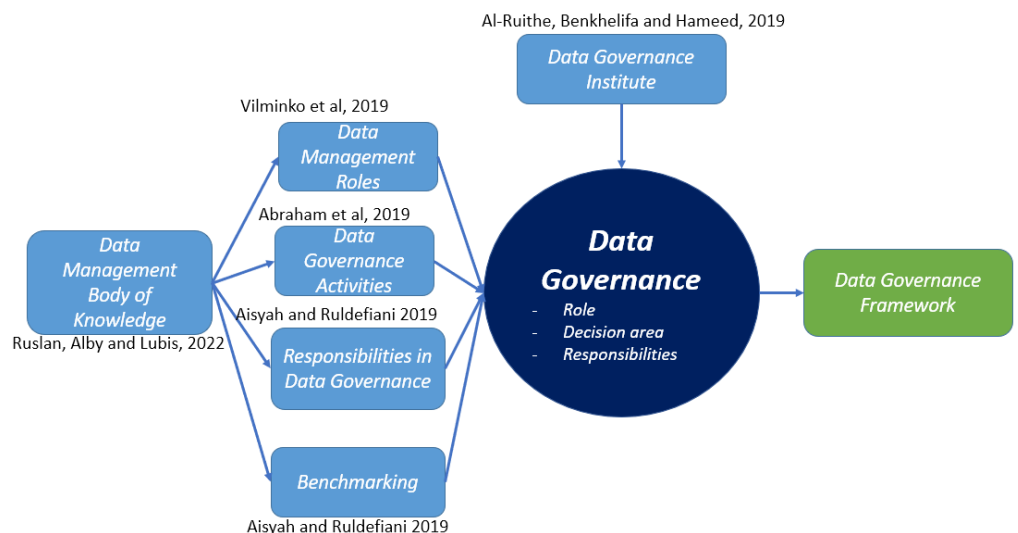 Al-Ruithe, Benkhelifa and Hameed, 2019
Data Governance
Institute
Vilminko et al, 2019
Data
Management
Roles
Abraham et al, 2019
Data
Governance
Activities
Data
Management
Body of
Knowledge
Ruslan, Alby and Lubis, 2022
Aisyah and Ruldefiani 2019
Responsibilities in
Data Governance
Benchmarking
Aisyah and Ruldefiani 2019
Data
Governance
- Role
- Decision area
- Responsibilities
Data Governance
Framework